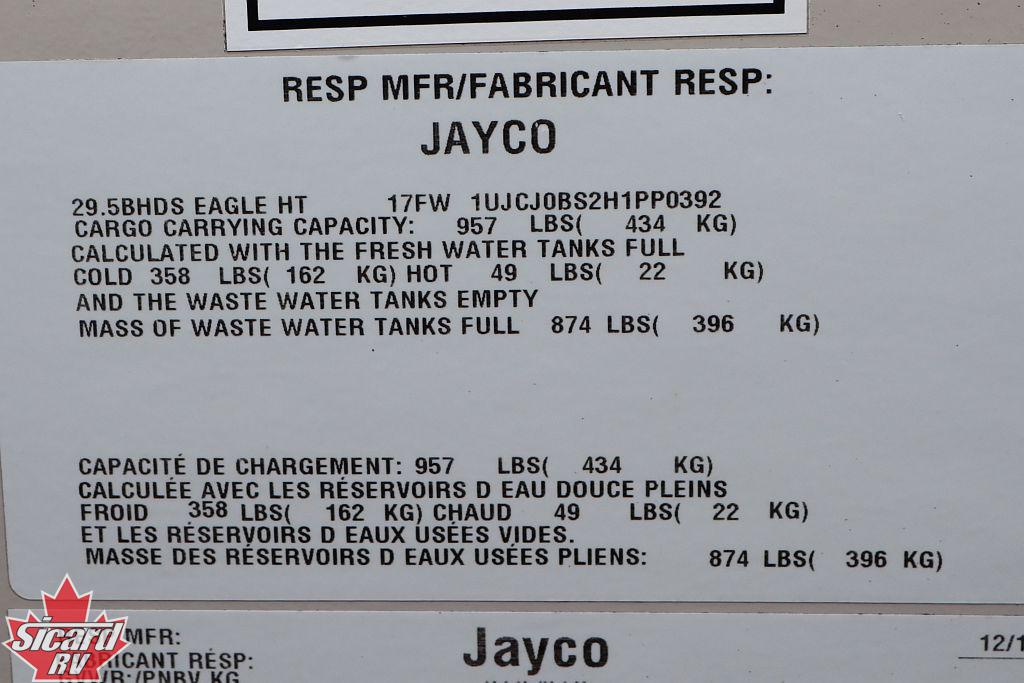 RESP MFR/FABRICANT RESP:
JAYCO
29.5BHDS EAGLE HT 17FW 1UJCJ0BS2H1PP0392
CARGO CARRYING CAPACITY: 957 LBS( 434 KG)
CALCULATED WITH THE FRESH WATER TANKS FULL
COLD 358 LBS( 162 KG) HOT 49 LBS( 22 KG)
AND THE WASTE WATER TANKS EMPTY
MASS OF WASTE WATER TANKS FULL 874 LBS( 396 KG)
CAPACITÉ DE CHARGEMENT: 957 LBS( 434 KG)
CALCULÉE AVEC LES RÉSERVOIRS D EAU DOUCE PLEINS
FROID 358 LBS( 162 KG) CHAUD 49 LBS( 22 KG)
ET LES RÉSERVOIRS D EAUX USÉES VIDES.
MASSE DES RÉSERVOIRS D EAUX USÉES PLIENS: 874 LBS( 396 KG)
MFR: Jayco 12/1
RESP:
Sicard
RV